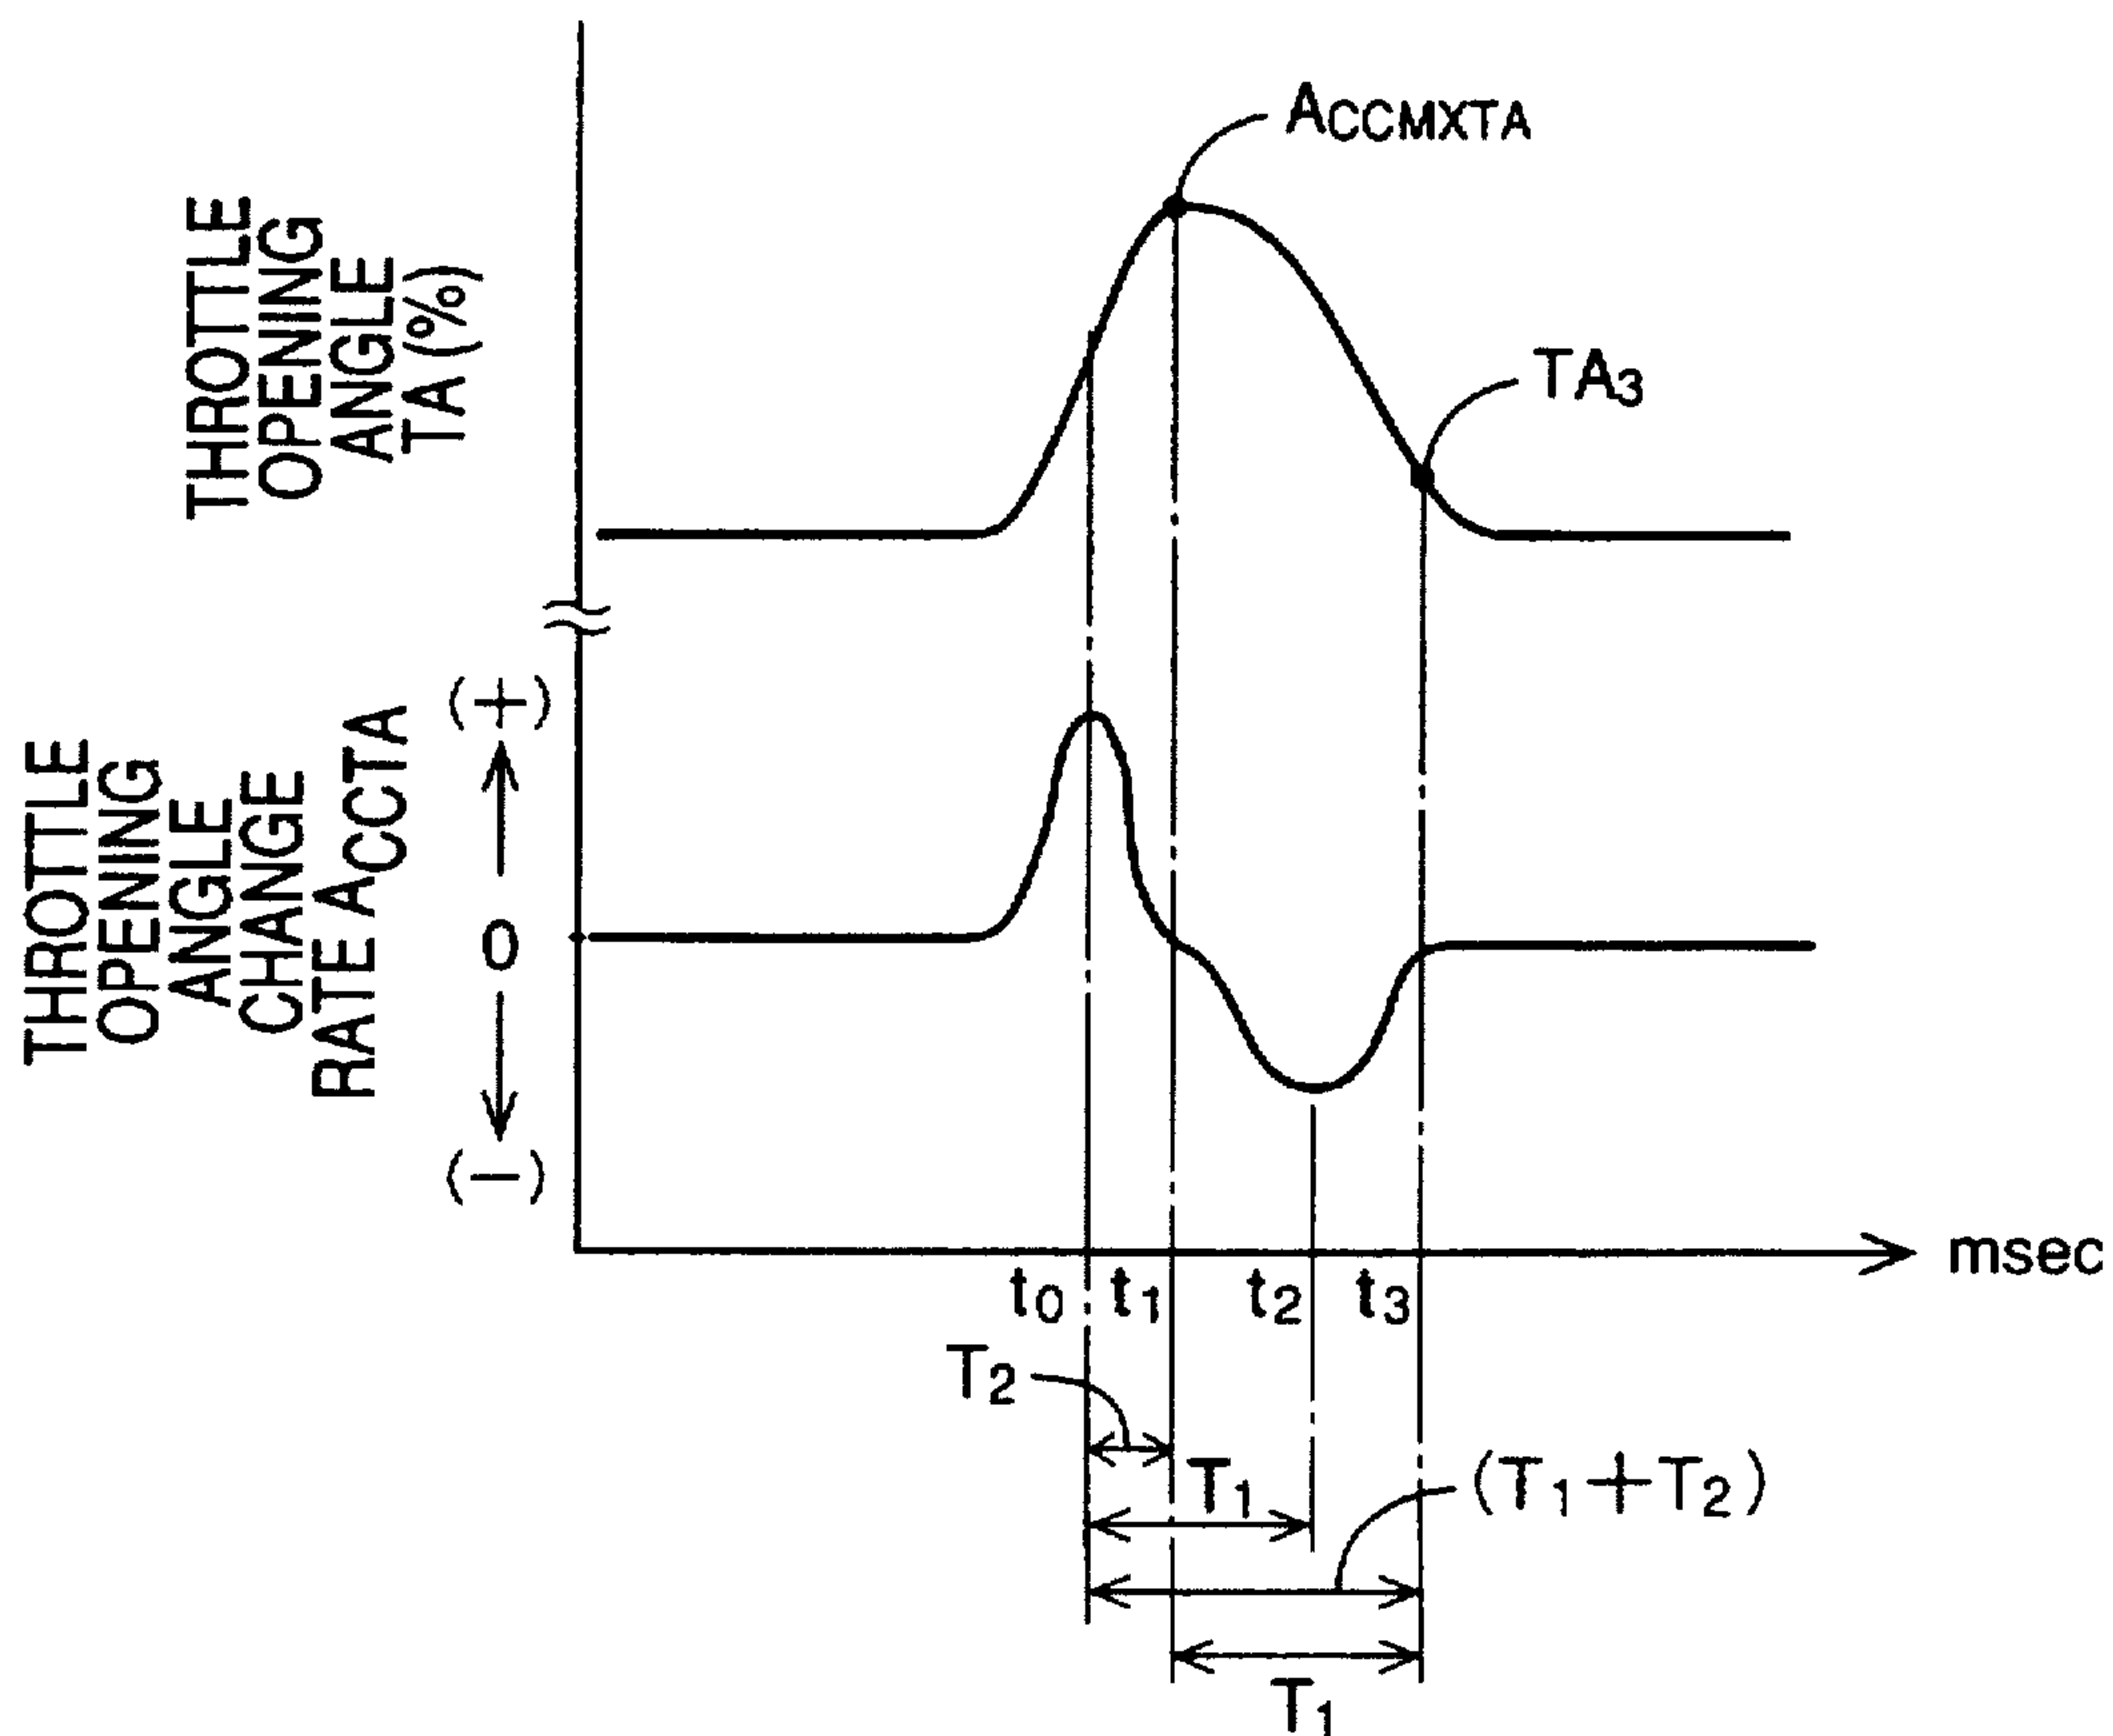 ACCMXTA
THROTTLE
OPENING
ANGLE
TA (%)
TA3
THROTTLE
OPENING
ANGLE
CHANGE
RATE ACCTA
(+)
0
(−)
msec
t0 t1 t2 t3
T2
T1
(T1+T2)
T1